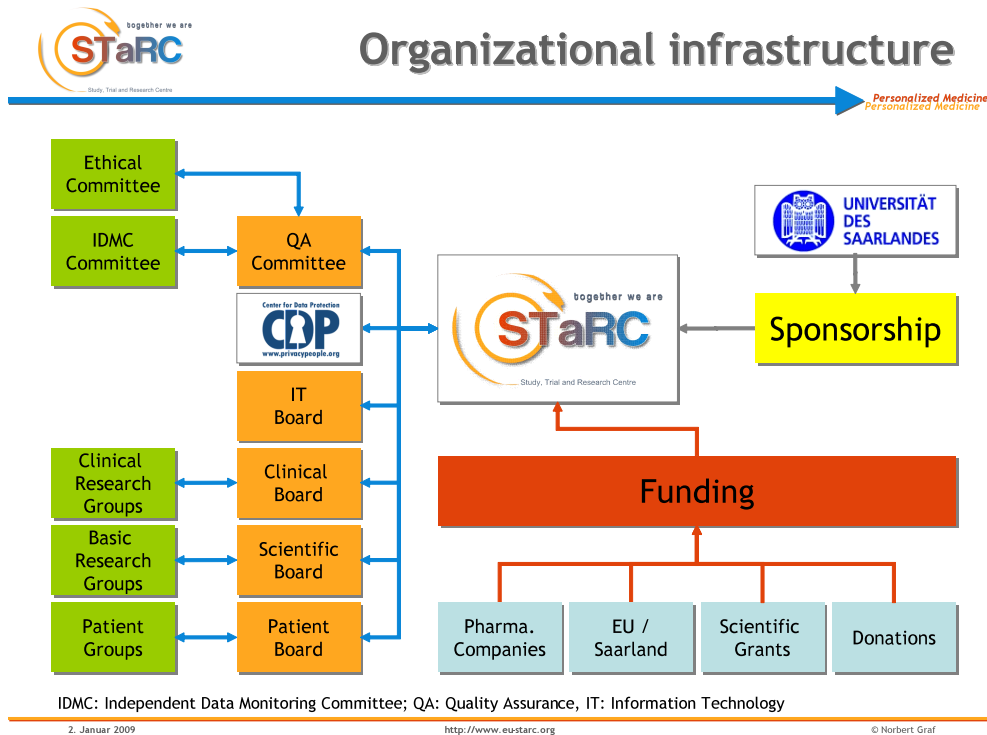 together we are
STaRC
Study, Trial and Research Centre
Organizational infrastructure
Personalized Medicine
Personalized Medicine
Ethical
Committee
IDMC
Committee
QA
Committee
UNIVERSITÄT
DES
SAARLANDES
Center for Data Protection
CDP
www.privacypeople.org
together we are
STaRC
Study, Trial and Research Centre
Sponsorship
IT
Board
Clinical
Research
Groups
Clinical
Board
Funding
Basic
Research
Groups
Scientific
Board
Patient
Groups
Patient
Board
Pharma.
Companies
EU /
Saarland
Scientific
Grants
Donations
IDMC: Independent Data Monitoring Committee; QA: Quality Assurance, IT: Information Technology
2. Januar 2009
http://www.eu-starc.org
© Norbert Graf